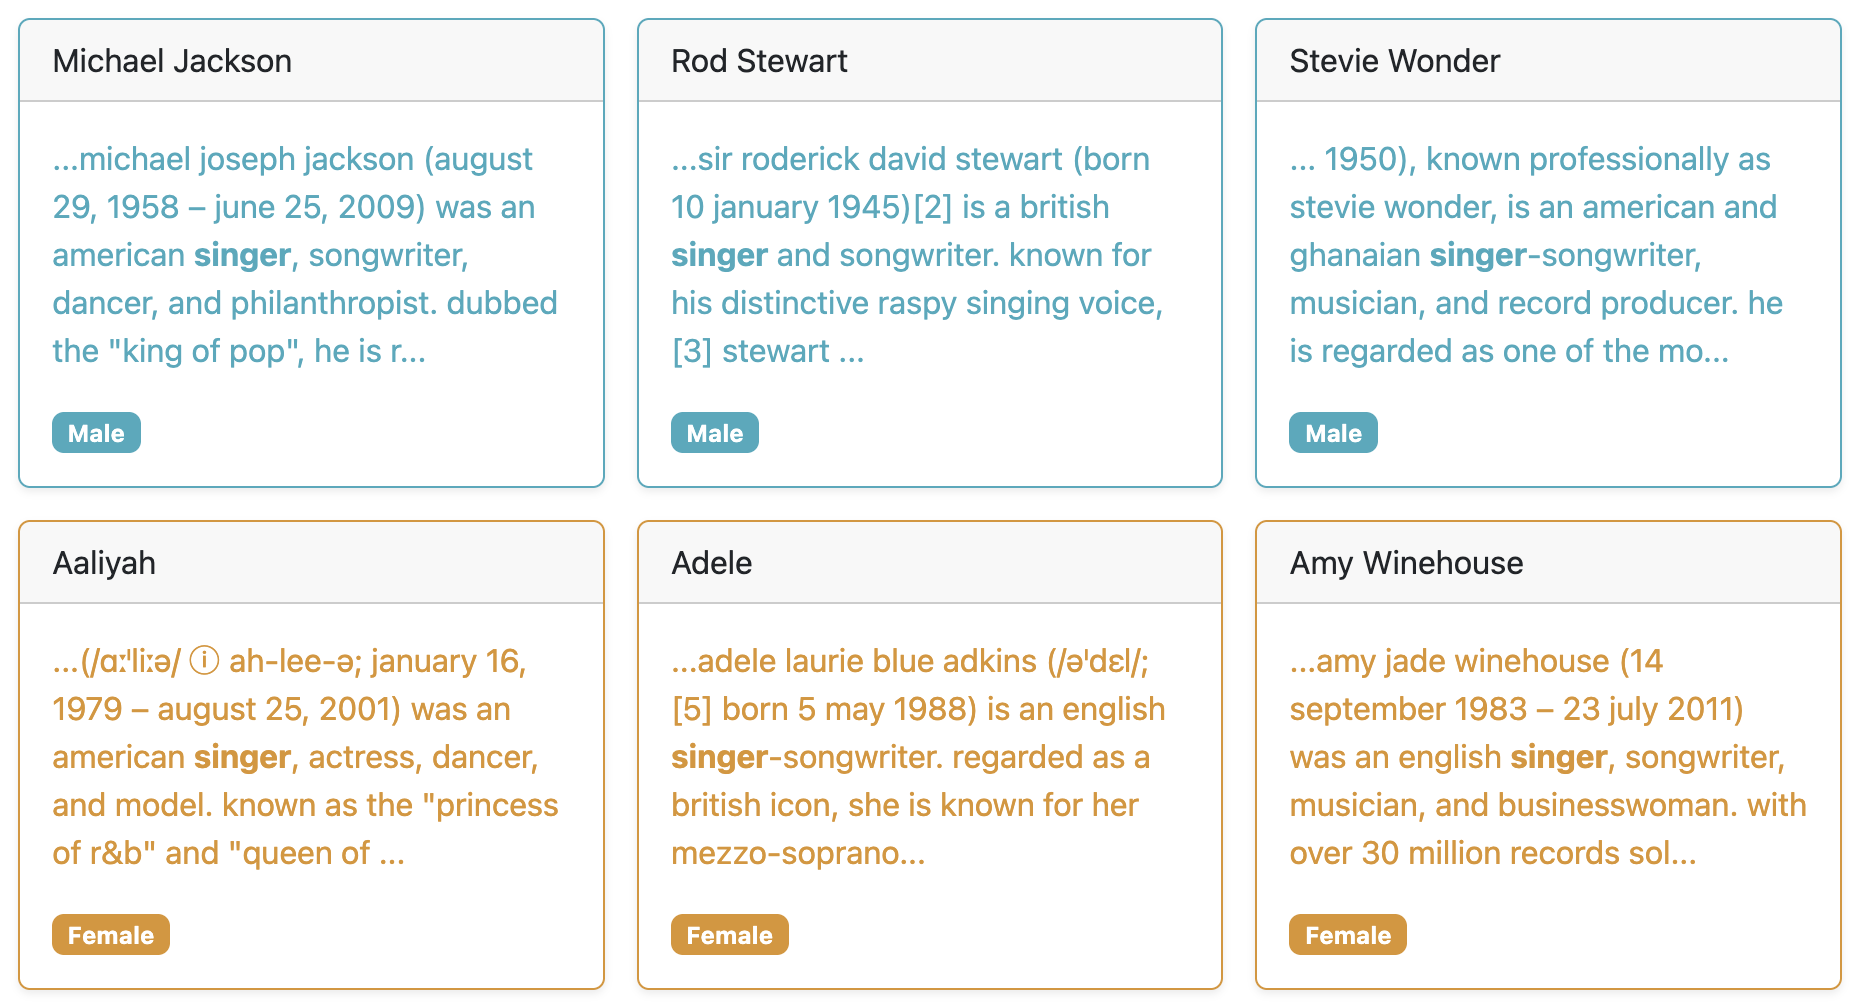 Michael Jackson
...michael joseph jackson (august
29, 1958 – june 25, 2009) was an
american singer, songwriter,
dancer, and philanthropist. dubbed
the "king of pop", he is r...
Male
Rod Stewart
...sir roderick david stewart (born
10 january 1945)[2] is a british
singer and songwriter. known for
his distinctive raspy singing voice,
[3] stewart ...
Male
Stevie Wonder
... 1950), known professionally as
stevie wonder, is an american and
ghanaian singer-songwriter,
musician, and record producer. he
is regarded as one of the mo...
Male
Aaliyah
...(/ɑːˈliːə/ ⓘ ah-lee-ə; january 16,
1979 – august 25, 2001) was an
american singer, actress, dancer,
and model. known as the "princess
of r&b" and "queen of ...
Female
Adele
...adele laurie blue adkins (/əˈdɛl/;
[5] born 5 may 1988) is an english
singer-songwriter. regarded as a
british icon, she is known for her
mezzo-soprano...
Female
Amy Winehouse
...amy jade winehouse (14
september 1983 – 23 july 2011)
was an english singer, songwriter,
musician, and businesswoman. with
over 30 million records sol...
Female